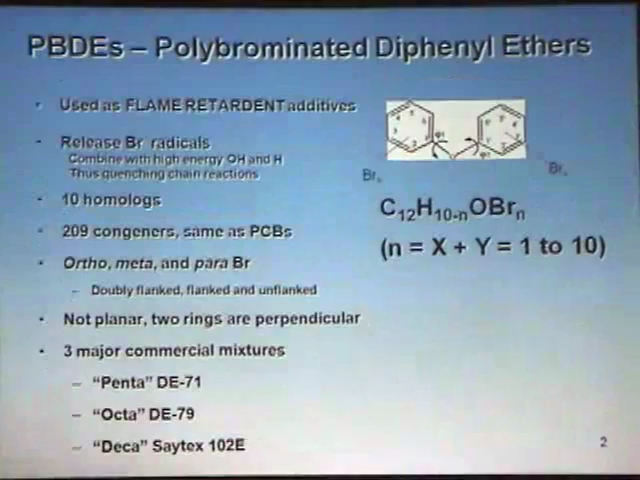 PBDEs – Polybrominated Diphenyl Ethers
• Used as FLAME RETARDENT additives
- Release Br radicals
Combine with high energy OH and H
Thus quenching chain reactions
• 10 homologs
• 209 congeners, same as PCBs
• Ortho, meta, and para Br
– Doubly flanked, flanked and unflanked
• Not planar, two rings are perpendicular
• 3 major commercial mixtures
– “Penta” DE-71
– “Octa” DE-79
– “Deca” Saytex 102E
Br
Br
C12H10-nOBrn
(n = X + Y = 1 to 10)
2